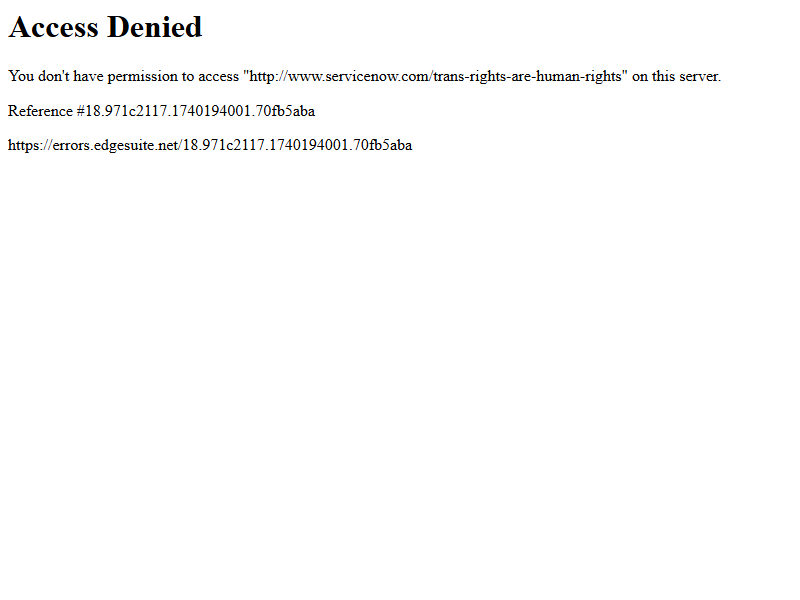 Access Denied
You don't have permission to access "http://www.servicenow.com/trans-rights-are-human-rights" on this server.
Reference #18.971c2117.1740194001.70fb5aba
https://errors.edgesuite.net/18.971c2117.1740194001.70fb5aba